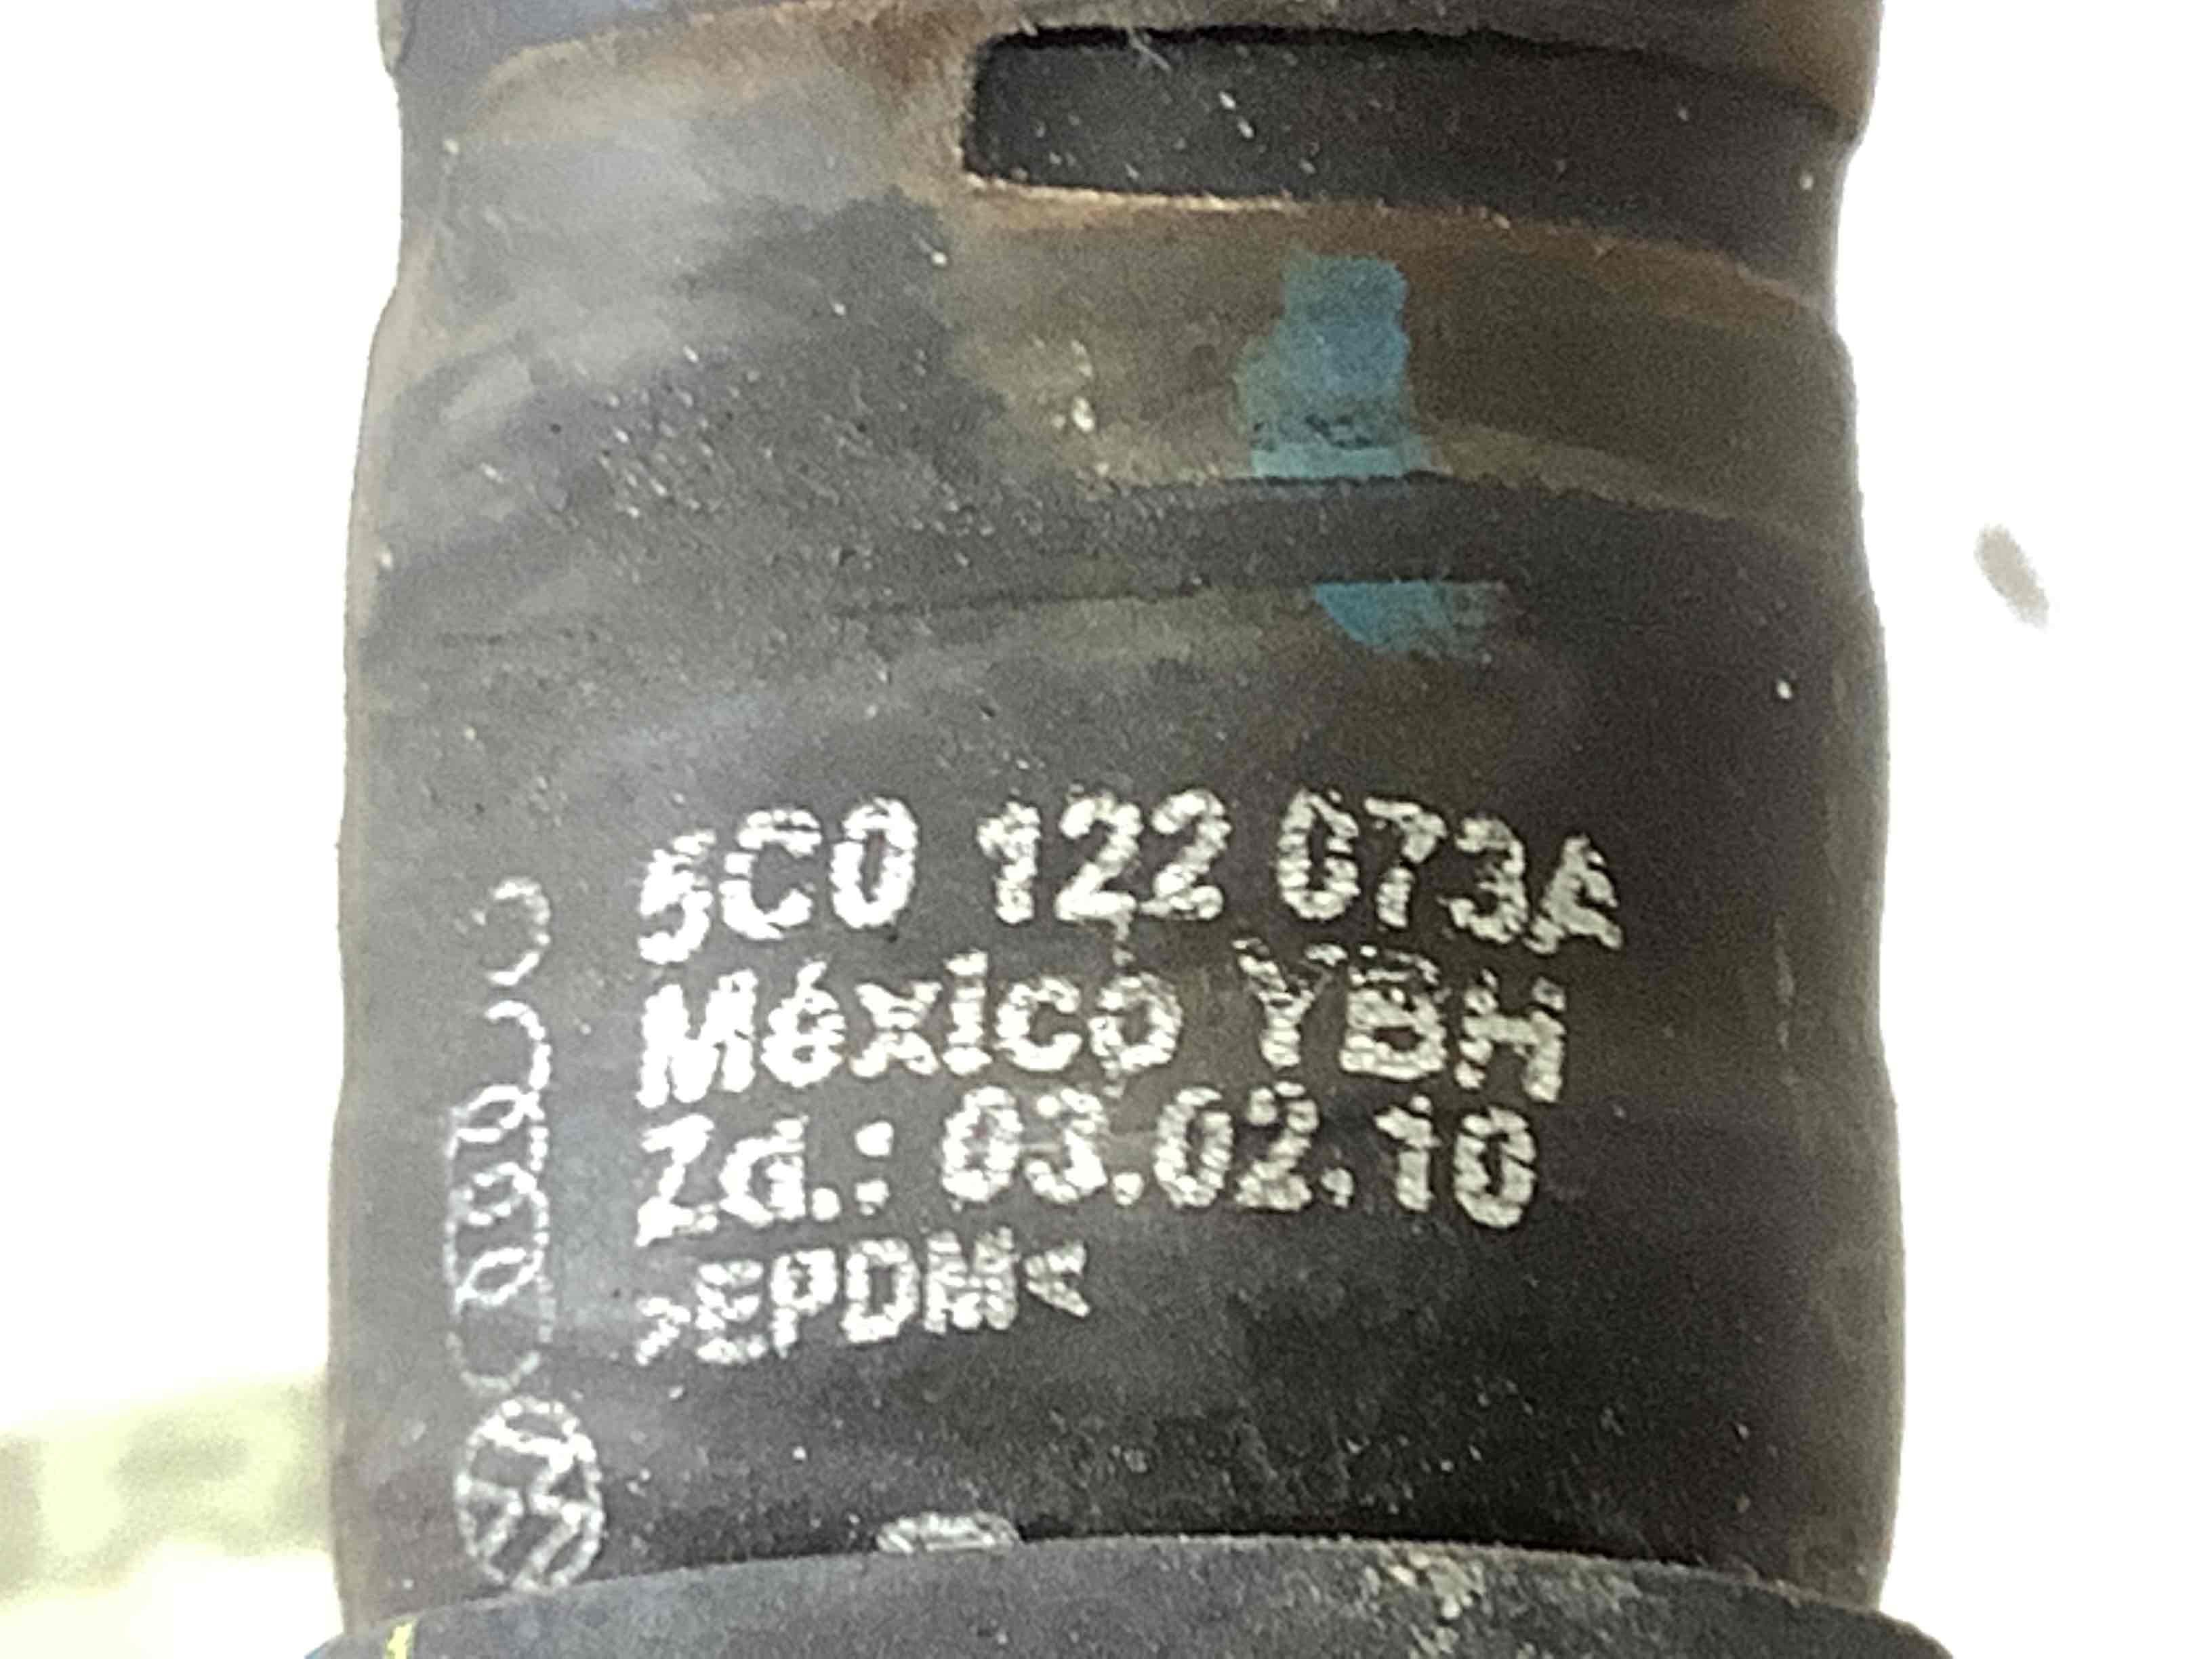 5C0 122 073A
México YBH
Zd.: 03.02.10
>EPDM<